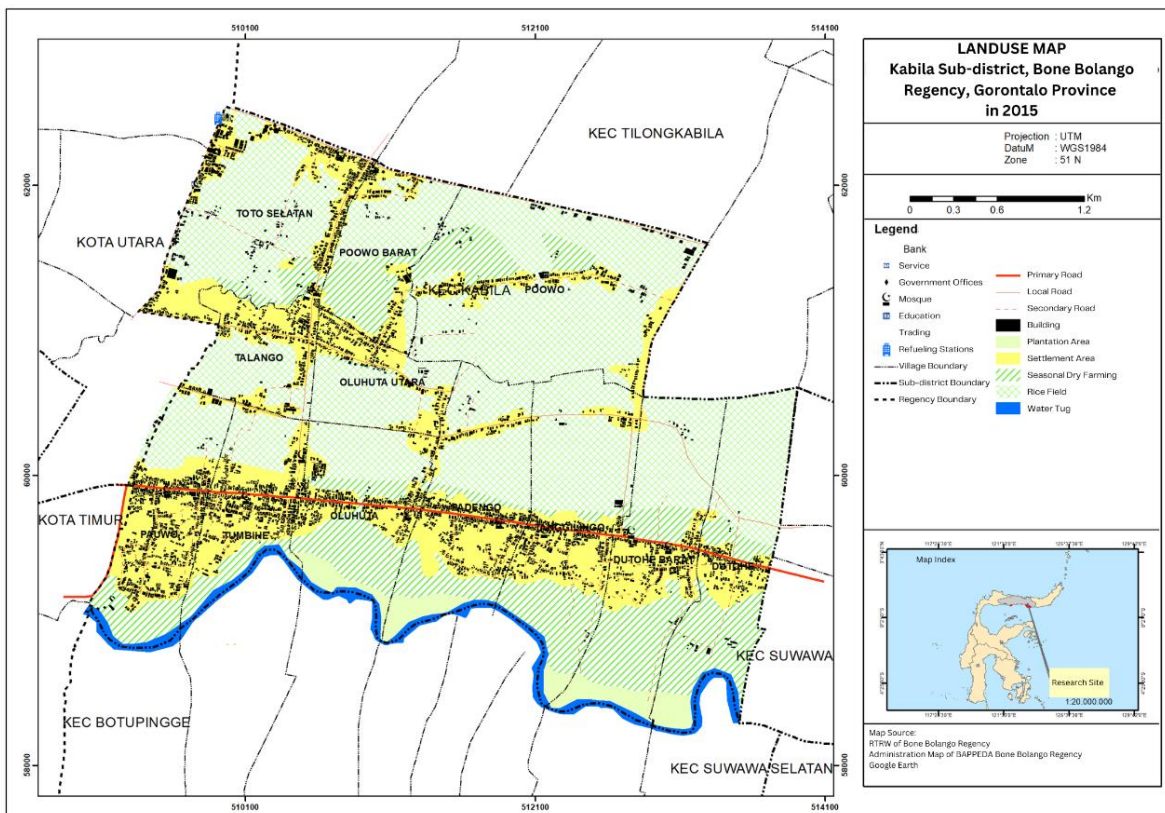 LANDUSE MAP
Kabila Sub-district, Bone Bolango
Regency, Gorontalo Province
in 2015
Projection : UTM
DatuM : WGS1984
Zone : 51 N
Km
0 0.3 0.6 1.2
Legend
Bank
Service
Government Offices
Mosque
Education
Trading
Refueling Stations
Village Boundary
Sub-district Boundary
Regency Boundary
Primary Road
Local Road
Secondary Road
Building
Plantation Area
Settlement Area
Seasonal Dry Farming
Rice Field
Water Tug
Map Index
Research Site
1:20.000.000
Map Source:
RTRW of Bone Bolango Regency
Administration Map of BAPPEDA Bone Bolango Regency
Google Earth
510100 512100 514100
62000 62000
60000 60000
58000 58000
510100 512100 514100
KEC TILONGKABILA
KOTA UTARA
TOTO SELATAN
POOWO BARAT
KEC KABILA
POOWO
TALANGO
OLUHUTA UTARA
KOTA TIMUR
PAUWO
TUMBIHE
OLUHUTA
PADENGO
TANGGILINGO
DUTOHE BARAT
DUTOHE
KEC SUWAWA
KEC BOTUPINGGE
KEC SUWAWA SELATAN